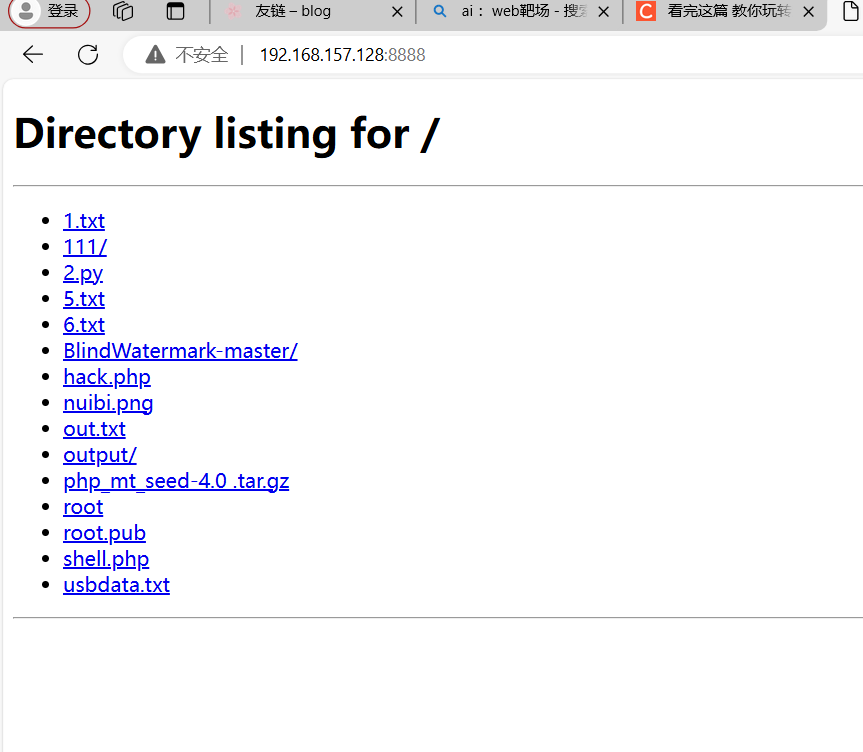 登录 友链 – blog ai： web靶场 - 搜索 看完这篇 教你玩转
不安全 192.168.157.128:8888
Directory listing for /
1.txt
111/
2.py
5.txt
6.txt
BlindWatermark-master/
hack.php
nuibi.png
out.txt
output/
php_mt_seed-4.0 .tar.gz
root
root.pub
shell.php
usbdata.txt